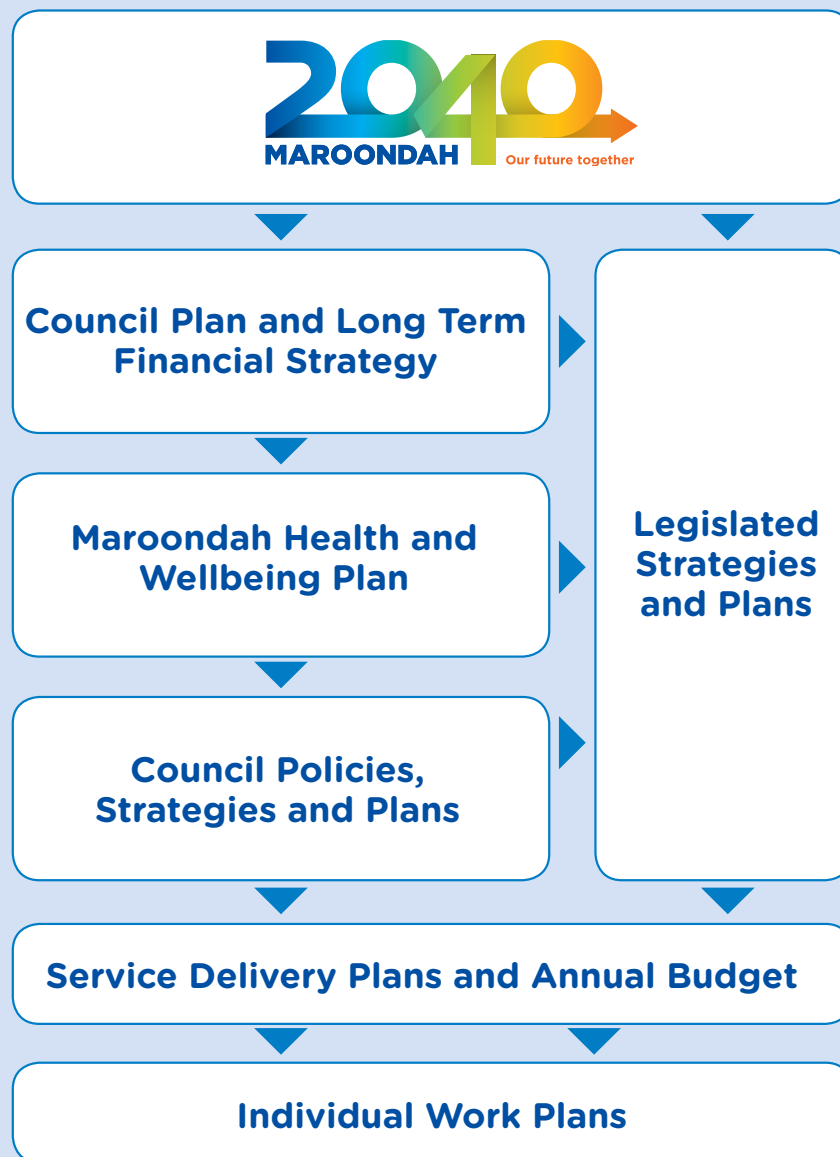 2040
MAROONDAH
Our future together
Council Plan and Long Term
Financial Strategy
Maroondah Health and
Wellbeing Plan
Council Policies,
Strategies and Plans
Legislated
Strategies
and Plans
Service Delivery Plans and Annual Budget
Individual Work Plans